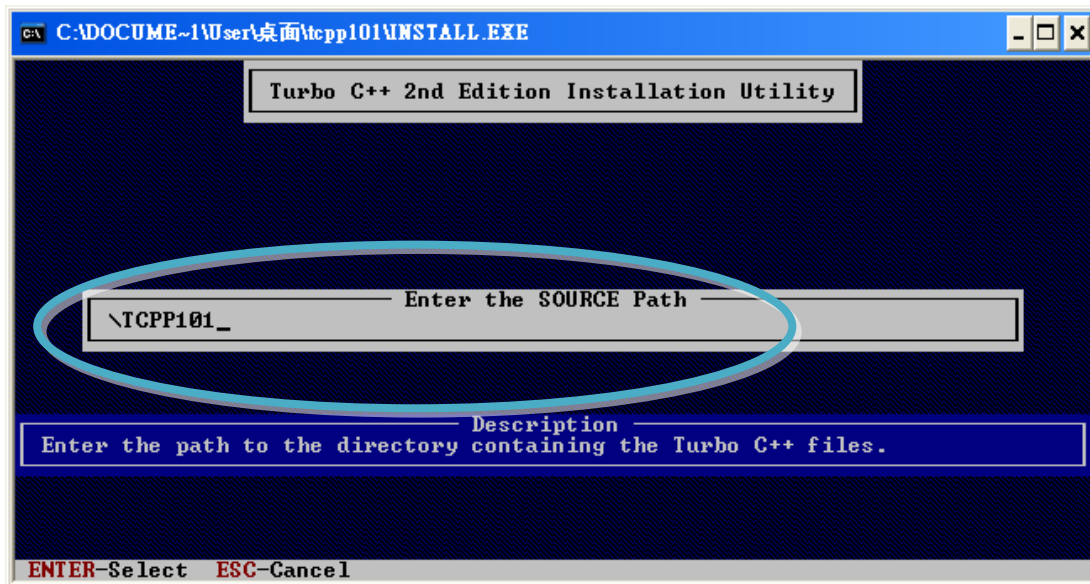 C:\DOCUME~1\User\桌面\tcpp101\INSTALL.EXE
Turbo C++ 2nd Edition Installation Utility
Enter the SOURCE Path
\TCPP101_
Description
Enter the path to the directory containing the Turbo C++ files.
ENTER-Select ESC-Cancel